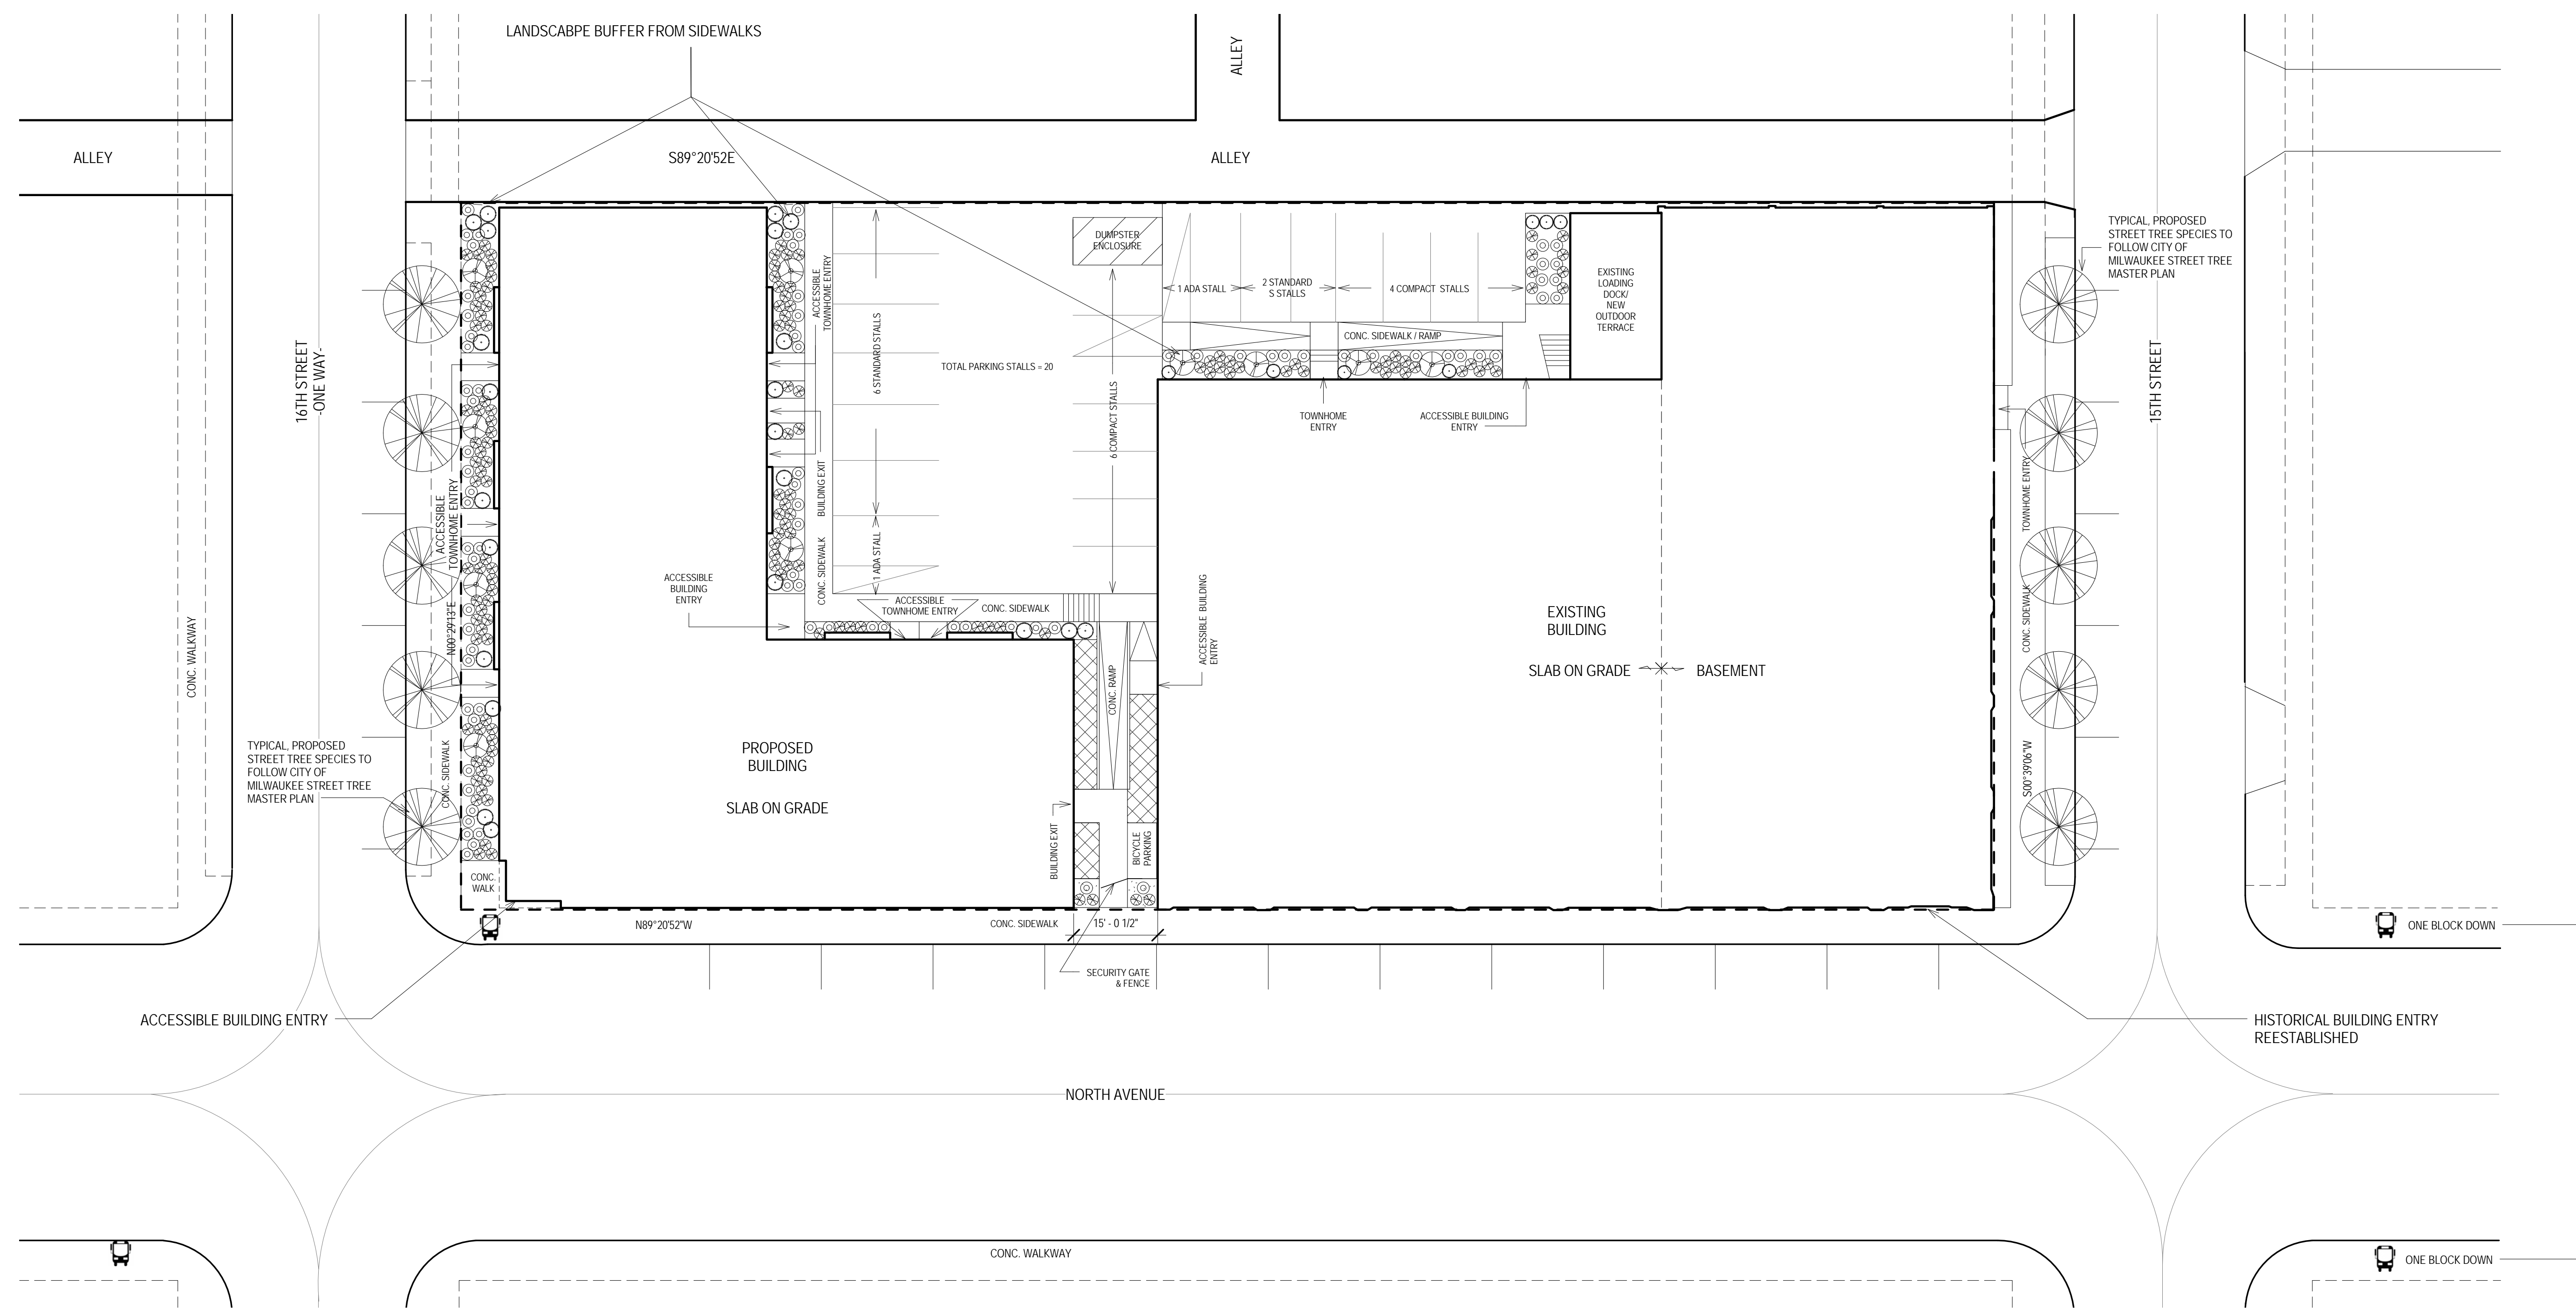 LANDSCABPE BUFFER FROM SIDEWALKS
ALLEY
ALLEY
S89°20'52E
ALLEY
TYPICAL, PROPOSED
STREET TREE SPECIES TO
FOLLOW CITY OF
MILWAUKEE STREET TREE
MASTER PLAN
DUMPSTER
ENCLOSURE
ACCESSIBLE
TOWNHOME ENTRY
6 STANDARD STALLS
1 ADA STALL
2 STANDARD
S STALLS
4 COMPACT STALLS
EXISTING
LOADING
DOCK/
NEW
OUTDOOR
TERRACE
CONC. SIDEWALK / RAMP
16TH STREET
-ONE WAY-
TOTAL PARKING STALLS = 20
6 COMPACT STALLS
15TH STREET
TOWNHOME
ENTRY
ACCESSIBLE BUILDING
ENTRY
ACCESSIBLE
TOWNHOME ENTRY
BUILDING EXIT
TOWNHOME ENTRY
CONC. SIDEWALK
1 ADA STALL
ACCESSIBLE
BUILDING
ENTRY
ACCESSIBLE
TOWNHOME ENTRY
CONC. SIDEWALK
ACCESSIBLE BUILDING
ENTRY
EXISTING
BUILDING
CONC. SIDEWALK
N00°29'13"E
CONC. WALKWAY
SLAB ON GRADE
BASEMENT
CONC. RAMP
TYPICAL, PROPOSED
STREET TREE SPECIES TO
FOLLOW CITY OF
MILWAUKEE STREET TREE
MASTER PLAN
CONC. SIDEWALK
PROPOSED
BUILDING
SLAB ON GRADE
S00°39'06"W
BUILDING EXIT
BICYCLE
PARKING
CONC.
WALK
N89°20'52"W
CONC. SIDEWALK
15' - 0 1/2"
ONE BLOCK DOWN
SECURITY GATE
& FENCE
ACCESSIBLE BUILDING ENTRY
HISTORICAL BUILDING ENTRY
REESTABLISHED
NORTH AVENUE
CONC. WALKWAY
ONE BLOCK DOWN